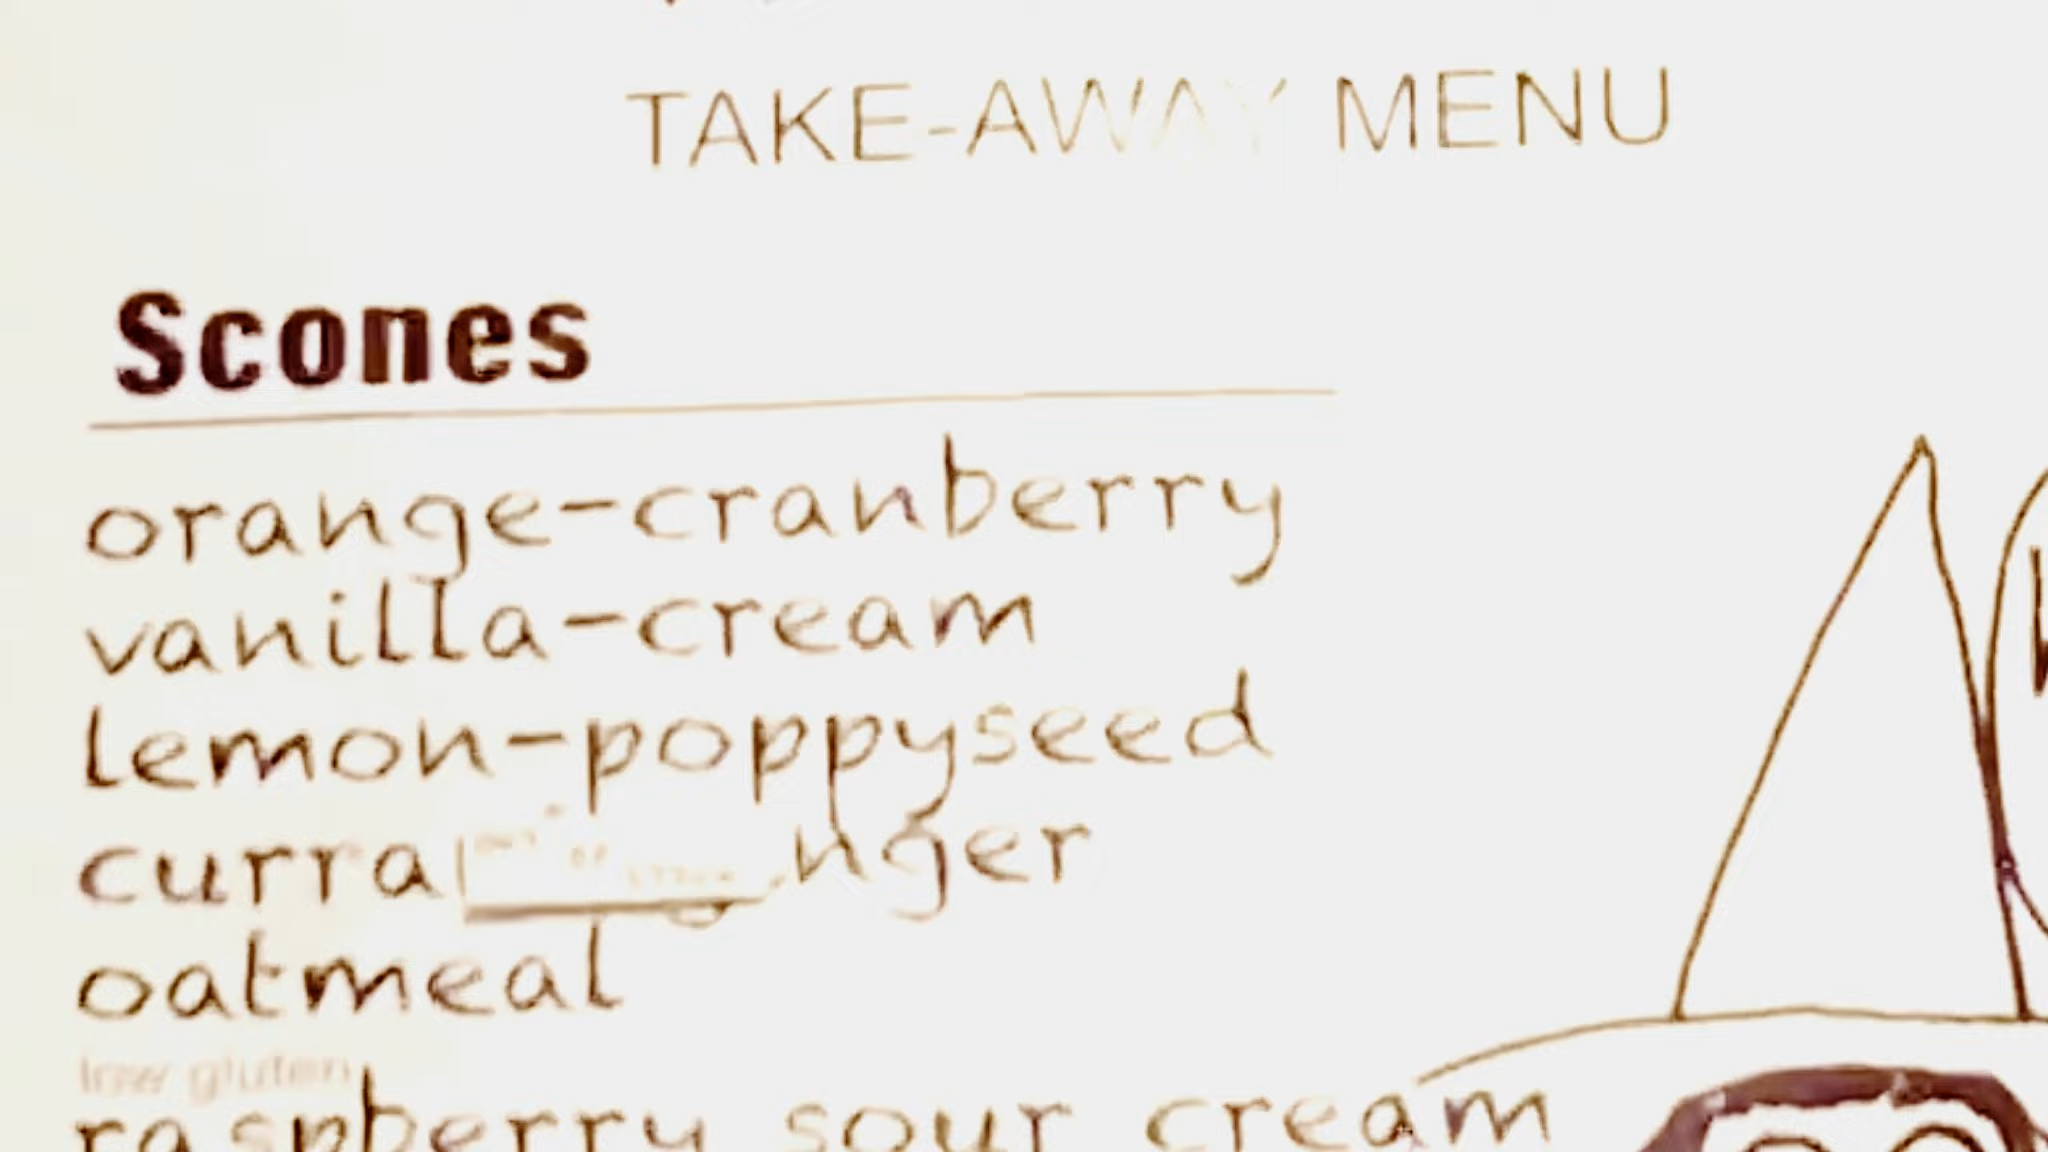 TAKE-AWAY MENU
Scones
orange-cranberry
vanilla-cream
lemon-poppyseed
oatmeal
low gluten
raspberry sour cream